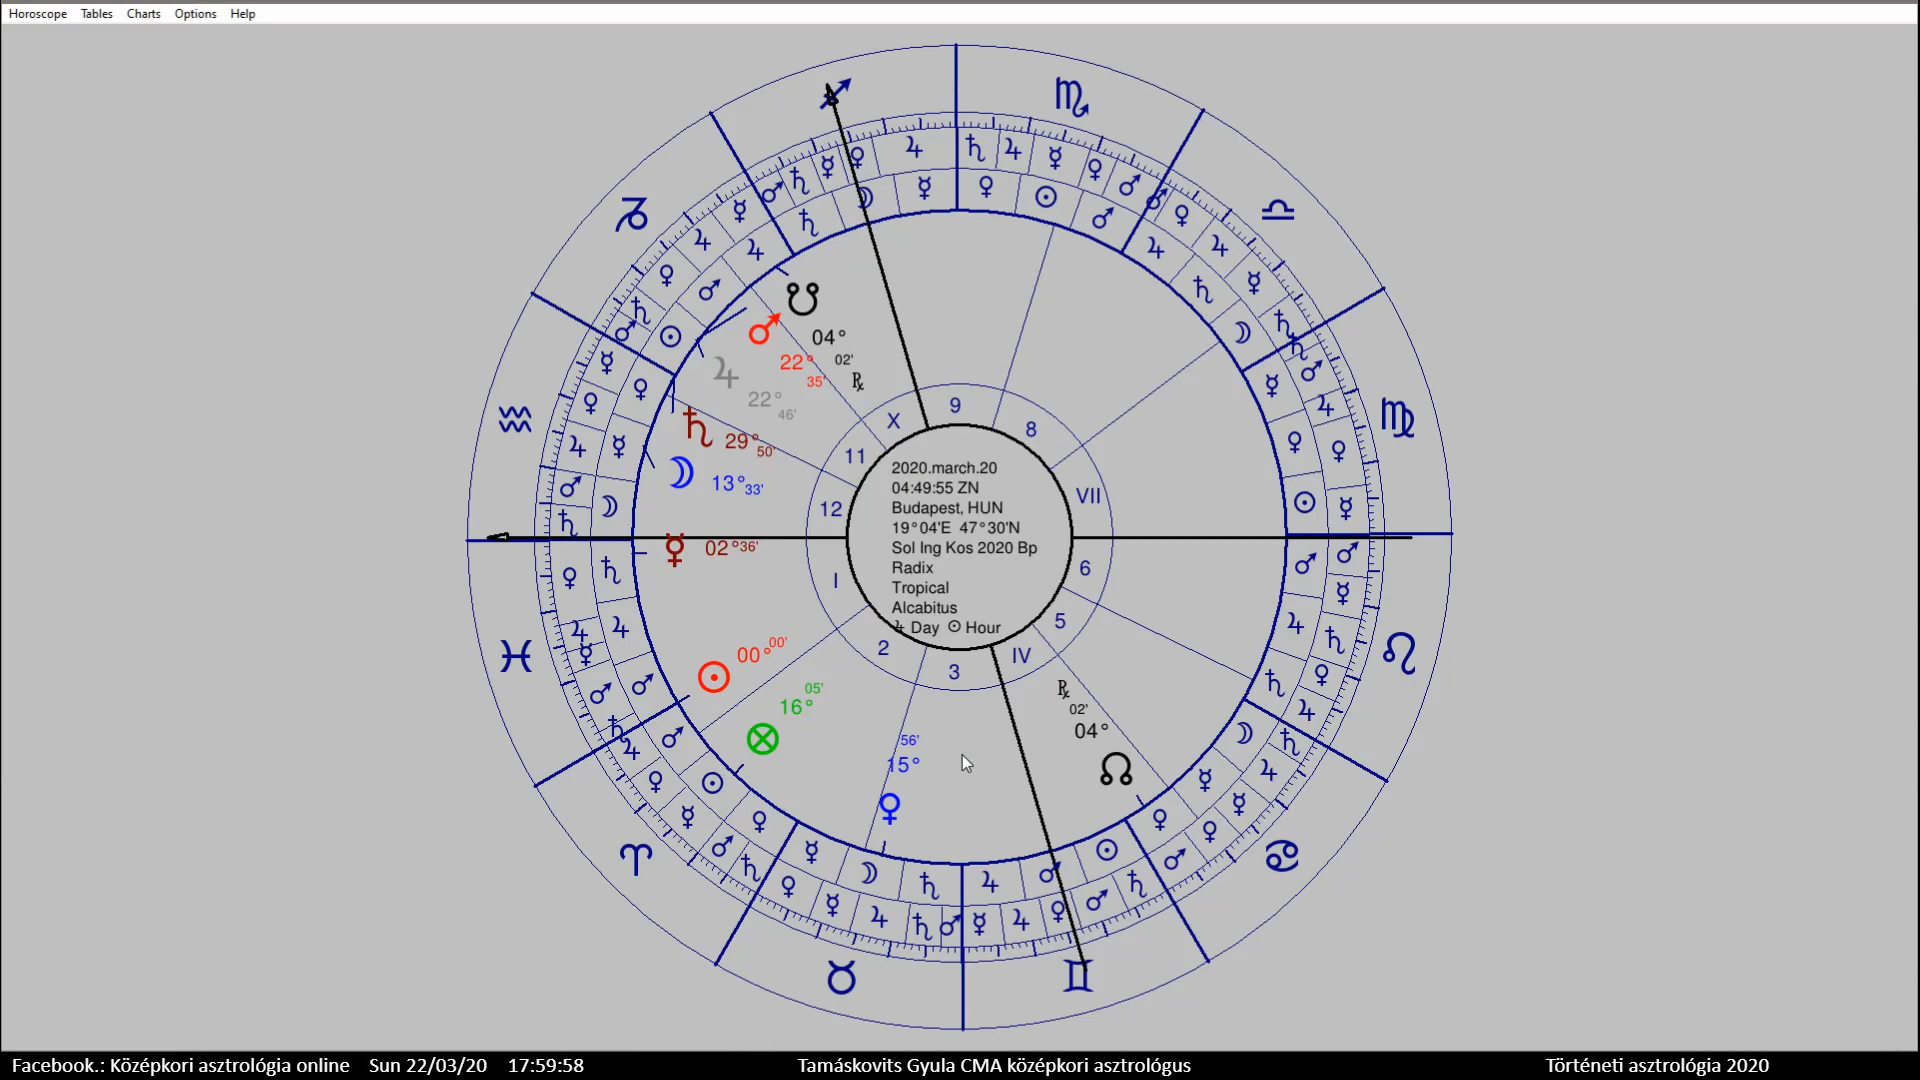 Horoscope Tables Charts Options Help
04°
02'
22°
35'
22°
46'
29°
50'
13°33'
02°36'
00°00'
05'
16°
56'
15°
02'
04°
9
8
X
11
12
VII
I
6
5
2
IV
3
2020.march.20
04:49:55 ZN
Budapest, HUN
19°04'E 47°30'N
Sol Ing Kos 2020 Bp
Radix
Tropical
Alcabitus
♃ Day ☉ Hour
Facebook.: Középkori asztrológia online Sun 22/03/20 17:59:58
Tamáskovits Gyula CMA középkori asztrológus
Történeti asztrológia 2020